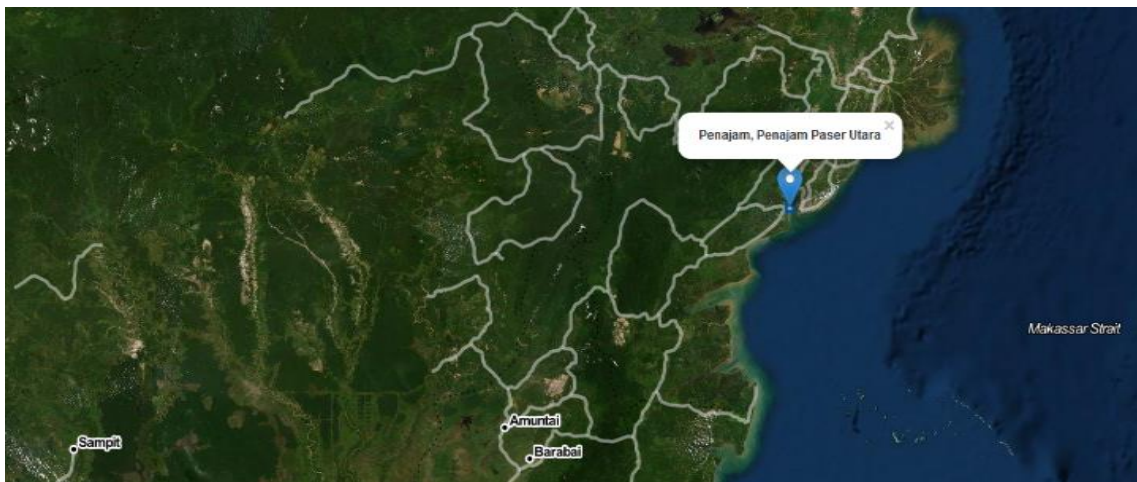 Penajam, Penajam Paser Utara
×
Makassar Strait
Amuntai
Sampit
Barabai